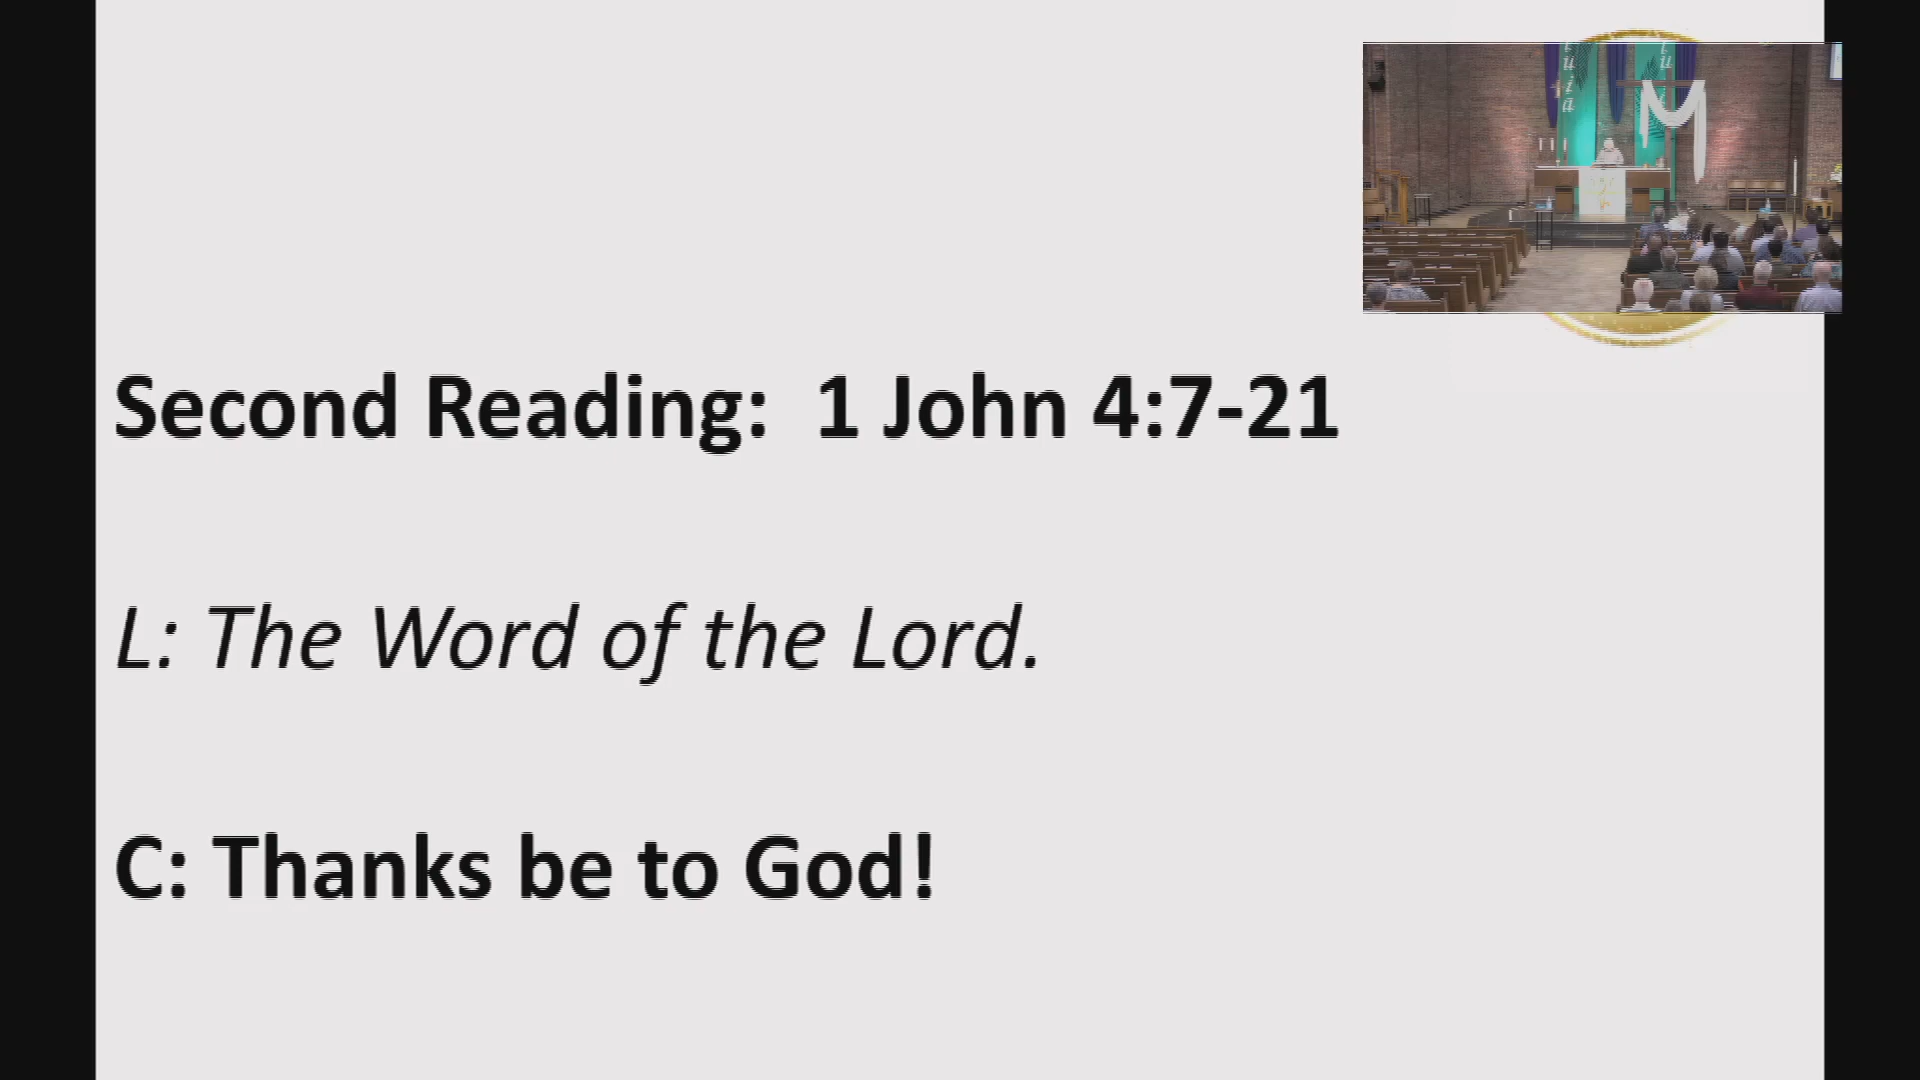 Second Reading:  1 John 4:7-21
L: The Word of the Lord.
C: Thanks be to God!